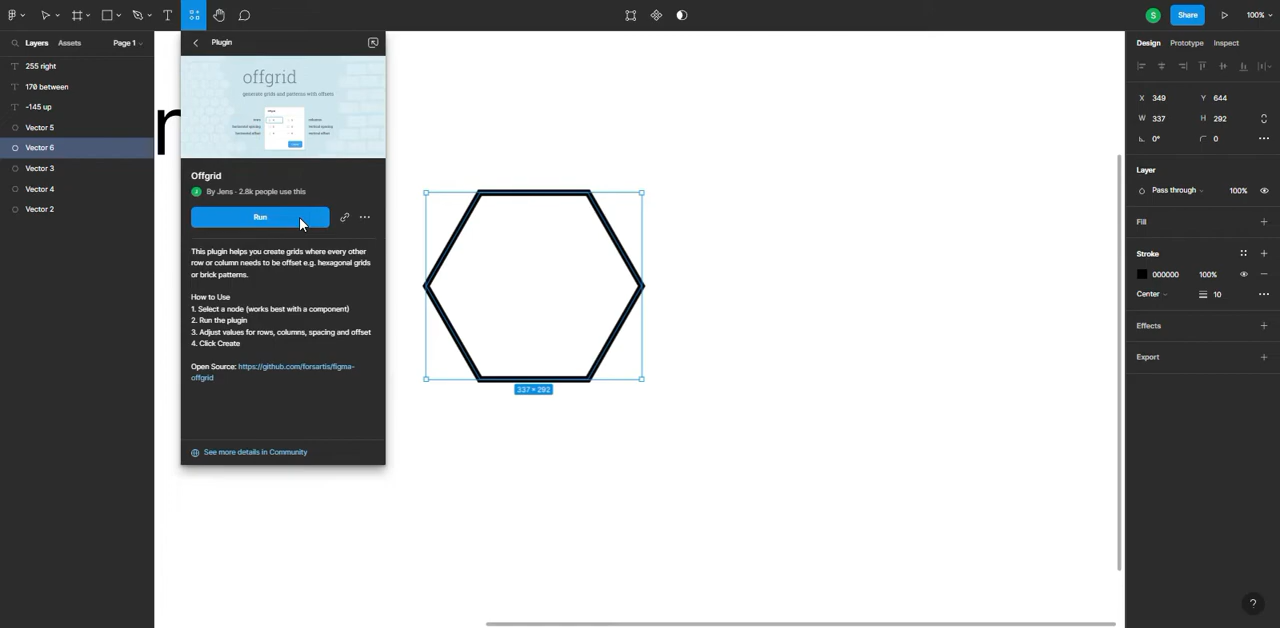 Share
100%
Layers
Assets
Page 1
Plugin
Design
Prototype
Inspect
255 right
170 between
-145 up
Vector 5
Vector 6
Vector 3
Vector 4
Vector 2
offgrid
generate grids and patterns with offsets
Offgrid
By Jens · 2.8k people use this
Run
This plugin helps you create grids where every other
row or column needs to be offset e.g. hexagonal grids
or brick patterns.
How to Use
1. Select a node (works best with a component)
2. Run the plugin
3. Adjust values for rows, columns, spacing and offset
4. Click Create
Open Source: https://github.com/forsartis/figma-
offgrid
See more details in Community
337 × 292
X 349
Y 644
W 337
H 292
0°
0
Layer
Pass through
100%
Fill
Stroke
000000
100%
Center
10
Effects
Export
?
S